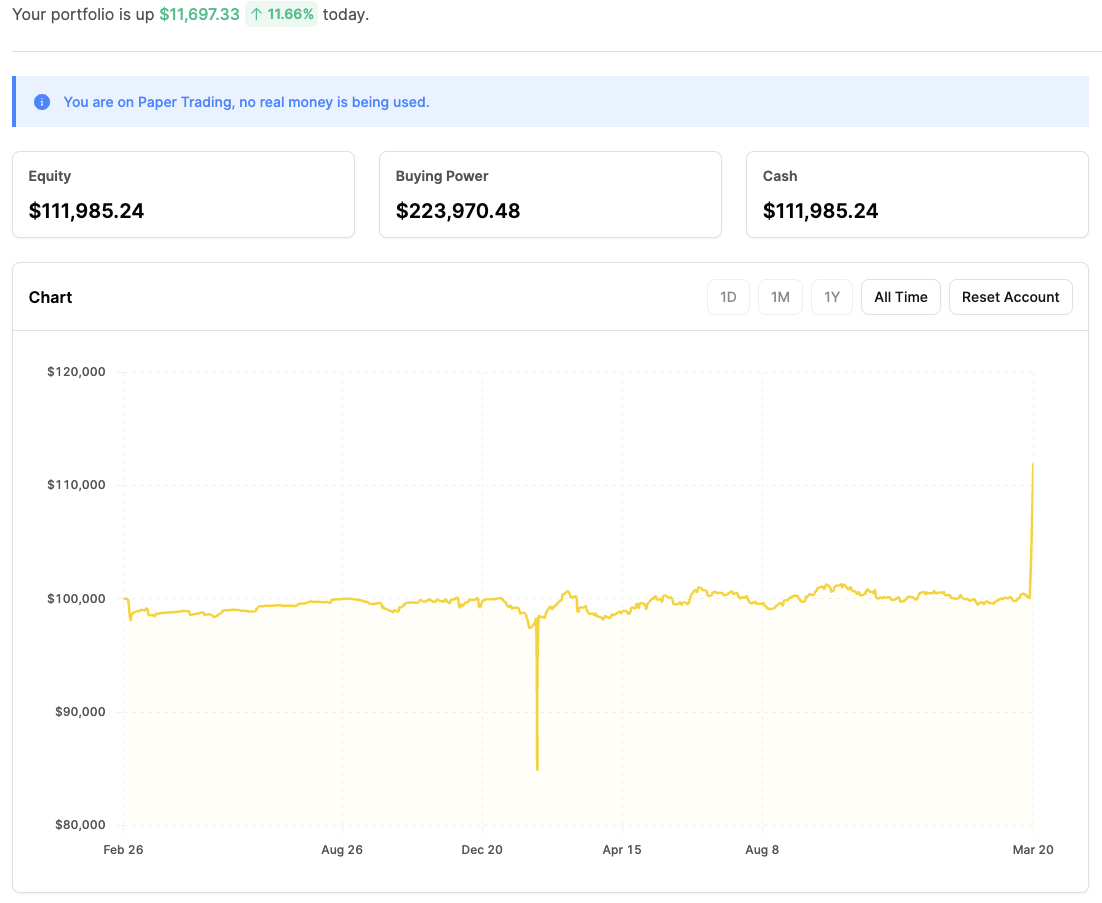 Your portfolio is up $11,697.33 ↑ 11.66% today.
You are on Paper Trading, no real money is being used.
Equity
$111,985.24
Buying Power
$223,970.48
Cash
$111,985.24
Chart
1D 1M 1Y All Time Reset Account
$120,000
$110,000
$100,000
$90,000
$80,000
Feb 26 Aug 26 Dec 20 Apr 15 Aug 8 Mar 20